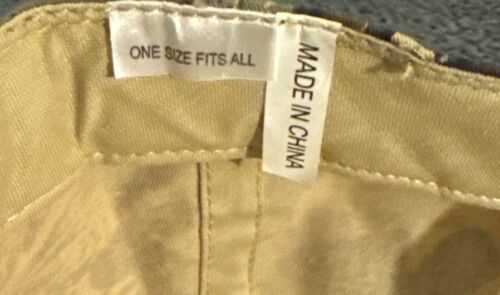 ONE SIZE FITS ALL
MADE IN CHINA